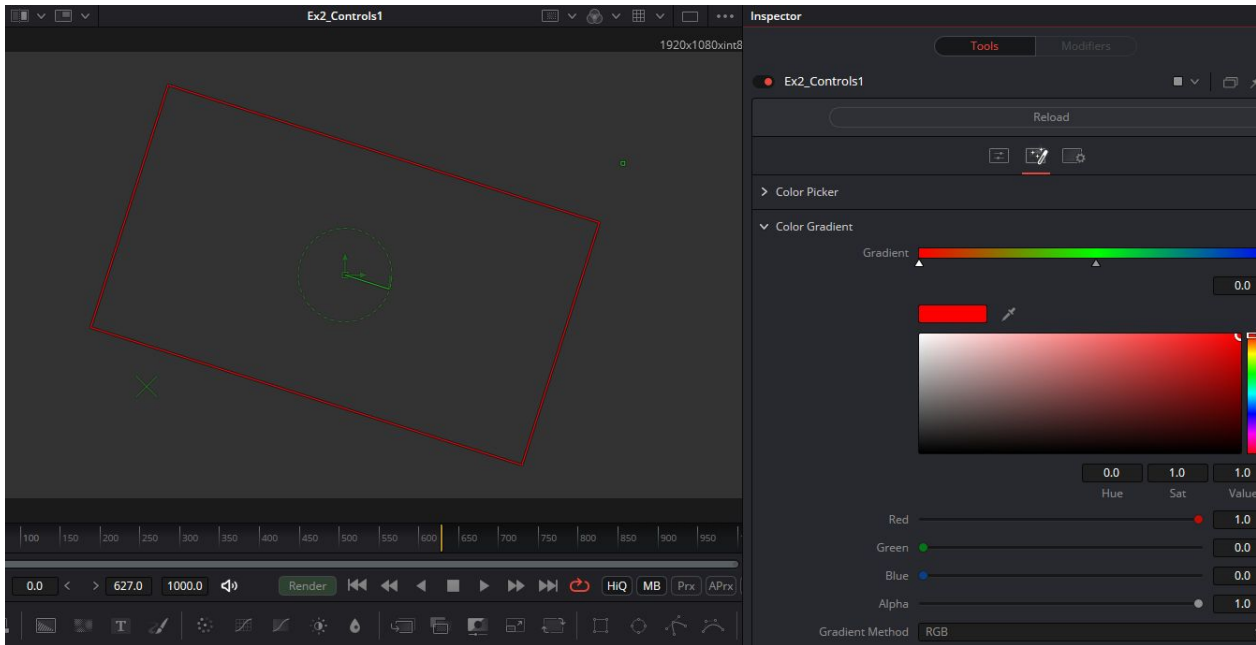 Ex2_Controls1
Inspector
1920x1080xint8
Tools Modifiers
Ex2_Controls1
Reload
Color Picker
Color Gradient
Gradient
0.0
0.0 1.0 1.0
Hue Sat Value
Red 1.0
Green 0.0
Blue 0.0
Alpha 1.0
Gradient Method RGB
100 150 200 250 300 350 400 450 500 550 600 650 700 750 800 850 900 950
0.0 < > 627.0 1000.0 Render HiQ MB Prx APrx
T